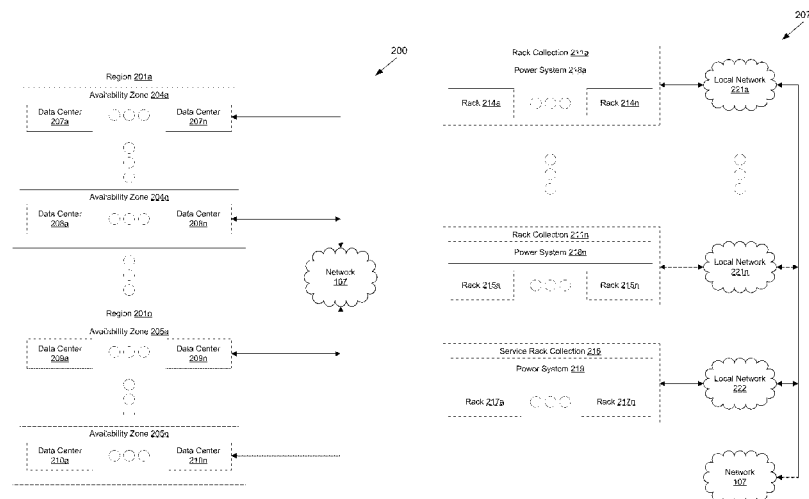 200
Region 201a
Availability Zone 204a
Data Center
207a
Data Center
207n
Availability Zone 204n
Data Center
208a
Data Center
208n
Network
107
Region 201n
Availability Zone 205a
Data Center
209a
Data Center
209n
Availability Zone 205n
Data Center
210a
Data Center
210n
207
Rack Collection 211a
Power System 218a
Rack 214a
Rack 214n
Local Network
221a
Rack Collection 211n
Power System 218n
Rack 215a
Rack 215n
Local Network
221n
Service Rack Collection 216
Power System 219
Rack 217a
Rack 217n
Local Network
222
Network
107